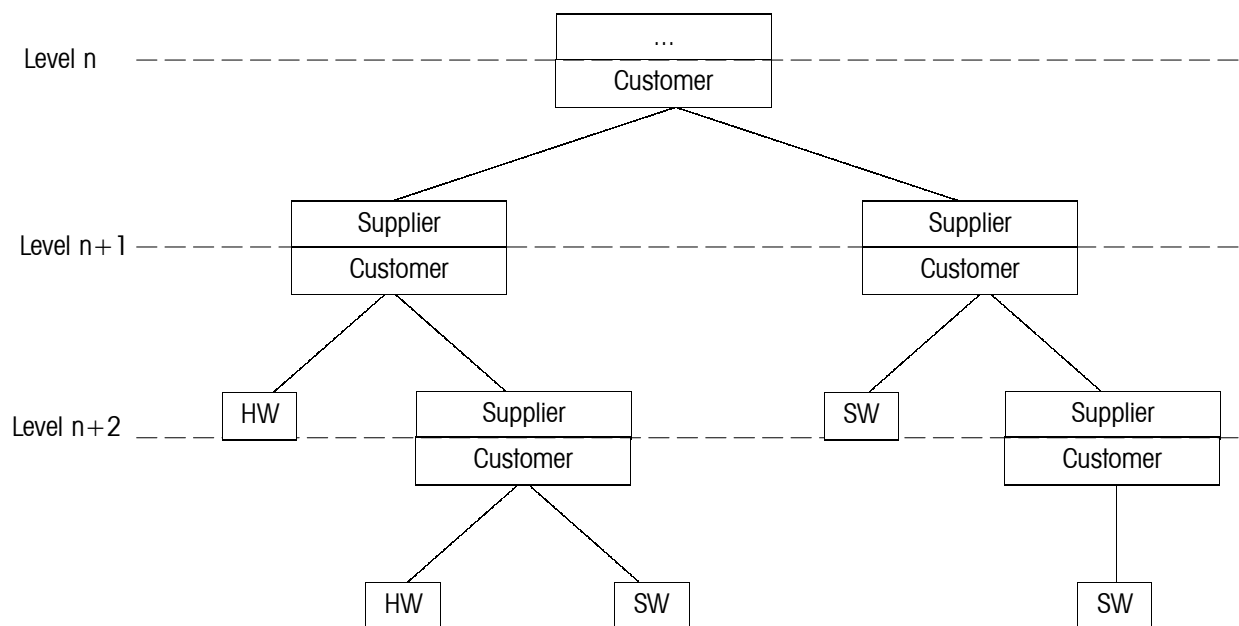 ...
Level n
Customer
Supplier
Supplier
Level n+1
Customer
Customer
HW
Supplier
SW
Supplier
Level n+2
Customer
Customer
HW
SW
SW